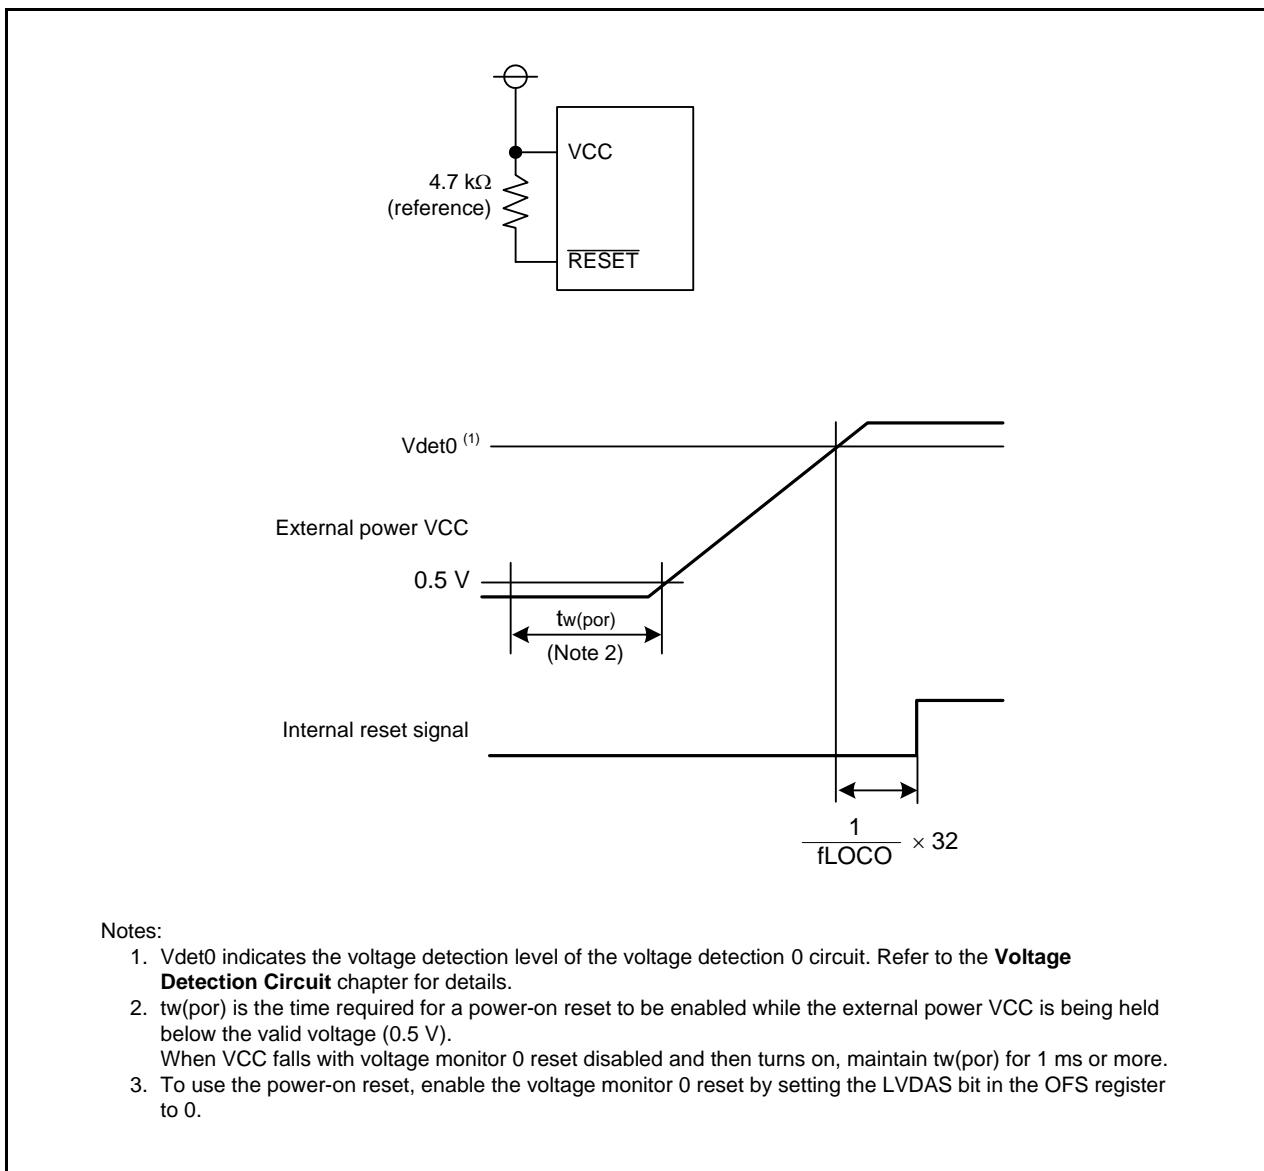 VCC
4.7 kΩ
(reference)
RESET
Vdet0 (1)
External power VCC
0.5 V
tw(por)
(Note 2)
Internal reset signal
1
fLOCO
× 32
Notes:
1. Vdet0 indicates the voltage detection level of the voltage detection 0 circuit. Refer to the Voltage
Detection Circuit chapter for details.
2. tw(por) is the time required for a power-on reset to be enabled while the external power VCC is being held
below the valid voltage (0.5 V).
When VCC falls with voltage monitor 0 reset disabled and then turns on, maintain tw(por) for 1 ms or more.
3. To use the power-on reset, enable the voltage monitor 0 reset by setting the LVDAS bit in the OFS register
to 0.